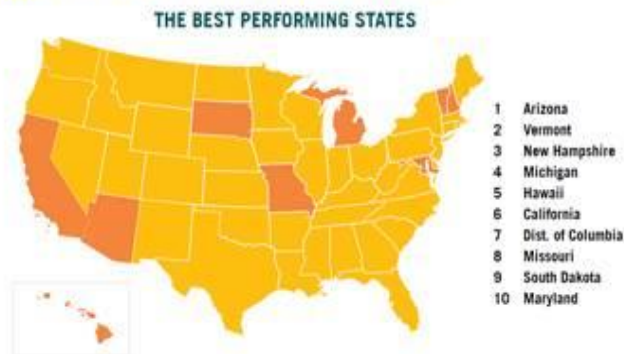 THE BEST PERFORMING STATES
1 Arizona
2 Vermont
3 New Hampshire
4 Michigan
5 Hawaii
6 California
7 Dist. of Columbia
8 Missouri
9 South Dakota
10 Maryland